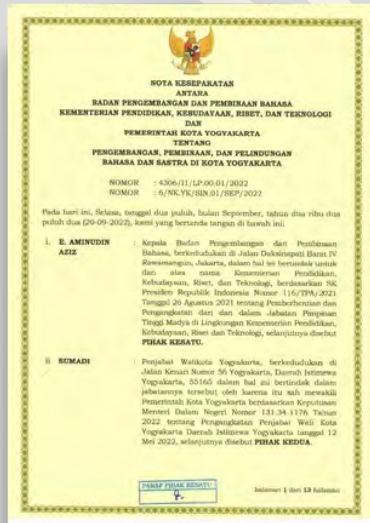 NOTA KESEPAKATAN
ANTARA
BADAN PENGEMBANGAN DAN PEMBINAAN BAHASA
KEMENTERIAN PENDIDIKAN, KEBUDAYAAN, RISET, DAN TEKNOLOGI
DAN
PEMERINTAH KOTA YOGYAKARTA
TENTANG
PENGEMBANGAN, PEMBINAAN, DAN PELINDUNGAN
BAHASA DAN SASTRA DI KOTA YOGYAKARTA
NOMOR : 4306/I1/LP.00.01/2022
NOMOR : 6/NK.YK/SIN.01/SEP/2022
Pada hari ini, Selasa, tanggal dua puluh, bulan September, tahun dua ribu dua
puluh dua (20-09-2022), kami yang bertanda tangan di bawah ini:
i. E. AMINUDIN AZIZ : Kepala Badan Pengembangan dan Pembinaan
Bahasa, berkedudukan di Jalan Daksinapati Barat IV
Rawamangun, Jakarta, dalam hal ini bertindak untuk
dan atas nama Kementerian Pendidikan,
Kebudayaan, Riset, dan Teknologi, berdasarkan SK
Presiden Republik Indonesia Nomor 116/TPA/2021
Tanggal 26 Agustus 2021 tentang Pemberhentian dan
Pengangkatan dari dan dalam Jabatan Pimpinan
Tinggi Madya di Lingkungan Kementerian Pendidikan,
Kebudayaan, Riset dan Teknologi, selanjutnya disebut
PIHAK KESATU.
ii SUMADI : Penjabat Walikota Yogyakarta, berkedudukan di
Jalan Kenari Nomor 56 Yogyakarta, Daerah Istimewa
Yogyakarta, 55165 dalam hal ini bertindak dalam
jabatannya tersebut oleh karena itu sah mewakili
Pemerintah Kota Yogyakarta berdasarkan Keputusan
Menteri Dalam Negeri Nomor 131.34.1176 Tahun
2022 tentang Pengangkatan Penjabat Wali Kota
Yogyakarta Daerah Istimewa Yogyakarta tanggal 12
Mei 2022, selanjutnya disebut PIHAK KEDUA.
PARAF PIHAK KESATU
halaman 1 dari 13 halaman